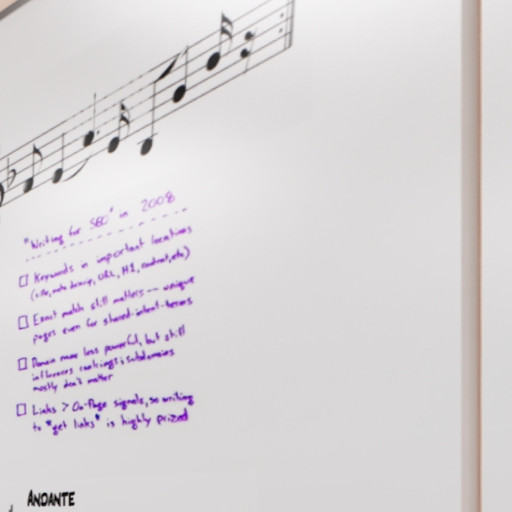 "Writing for SEO" in 2008
Keywords in important locations
(title, meta descrip, URL, H1, content, etc)
Exact match still matters -- unique
pages even for shared-intent-terms
Domain name less powerful, but still
influences rankings; subdomains
mostly don't matter
Links > On-Page signals, so writing
to "get links" is highly prized
ANDANTE